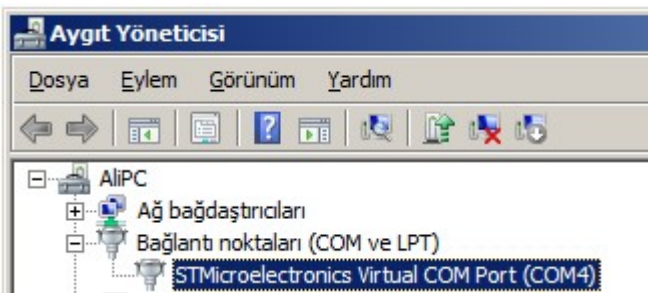 Aygıt Yöneticisi
Dosya Eylem Görünüm Yardım
AliPC
Ağ bağdaştırıcıları
Bağlantı noktaları (COM ve LPT)
STMicroelectronics Virtual COM Port (COM4)